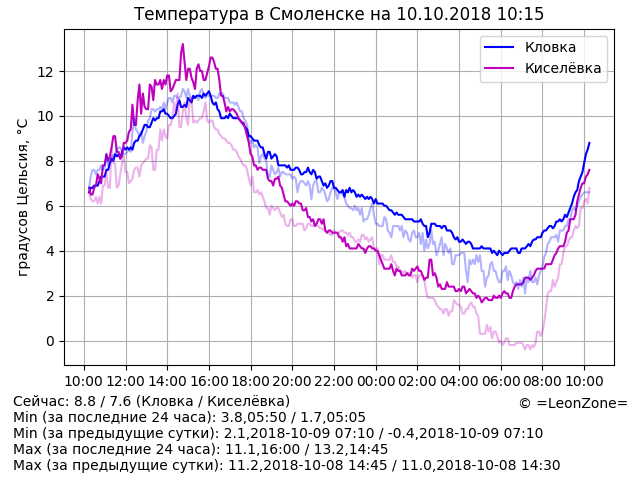 Температура в Смоленске на 10.10.2018 10:15
Кловка
Киселёвка
градусов Цельсия, °C
12
10
8
6
4
2
0
10:00 12:00 14:00 16:00 18:00 20:00 22:00 00:00 02:00 04:00 06:00 08:00 10:00
Сейчас: 8.8 / 7.6 (Кловка / Киселёвка)
© =LeonZone=
Min (за последние 24 часа): 3.8,05:50 / 1.7,05:05
Min (за предыдущие сутки): 2.1,2018-10-09 07:10 / -0.4,2018-10-09 07:10
Max (за последние 24 часа): 11.1,16:00 / 13.2,14:45
Max (за предыдущие сутки): 11.2,2018-10-08 14:45 / 11.0,2018-10-08 14:30